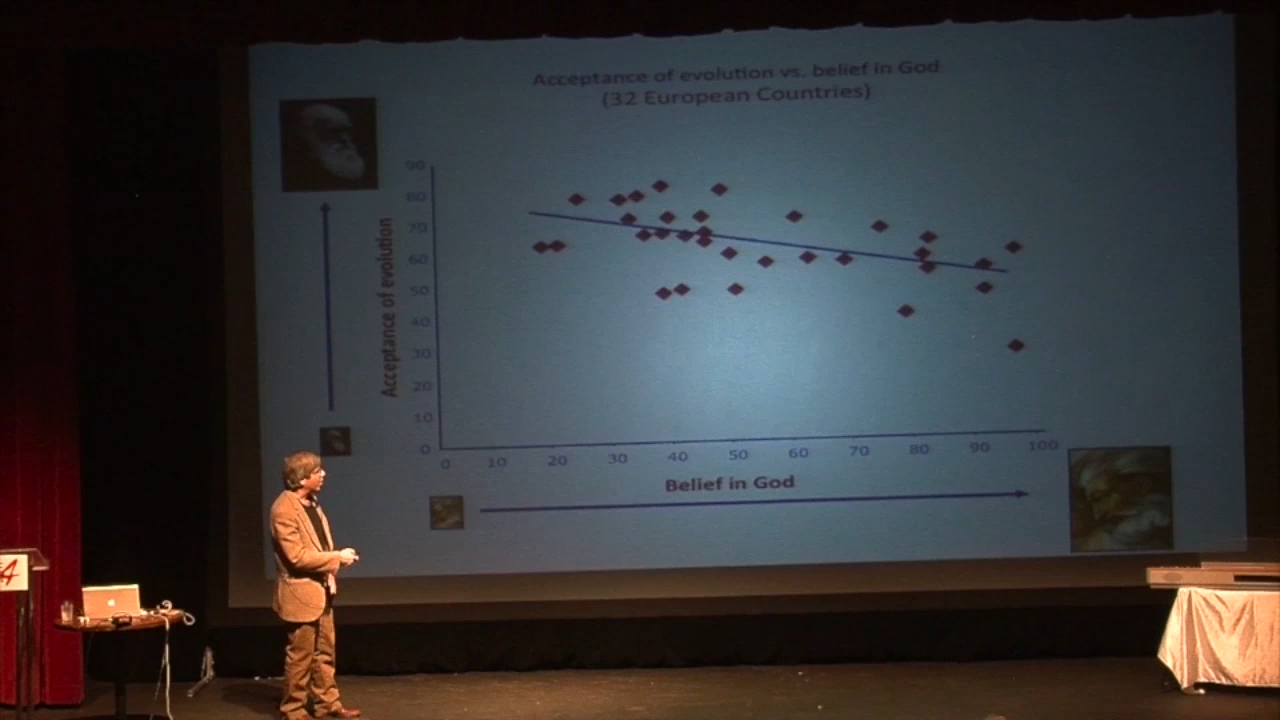 Acceptance of evolution vs. belief in God
(32 European Countries)
90
80
70
60
50
40
30
20
10
0
Acceptance of evolution
0 10 20 30 40 50 60 70 80 90 100
Belief in God